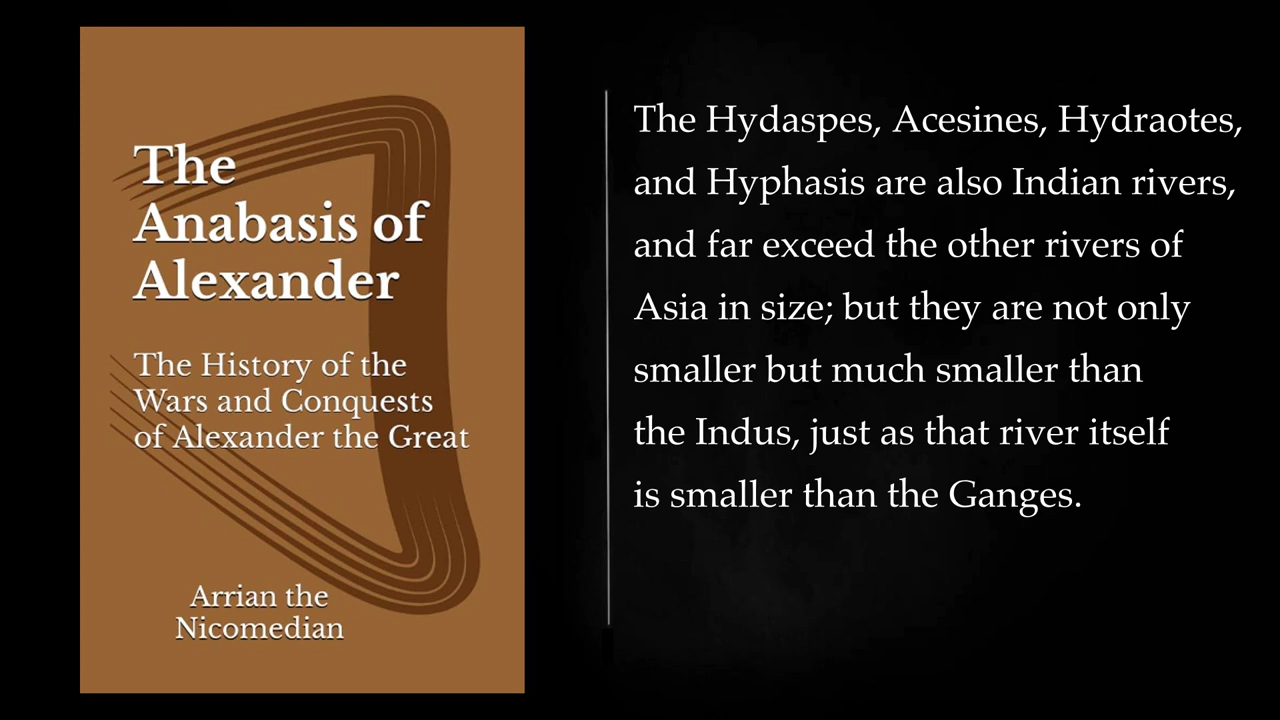 The
Anabasis of
Alexander
The History of the
Wars and Conquests
of Alexander the Great
Arrian the
Nicomedian
The Hydaspes, Acesines, Hydraotes,
and Hyphasis are also Indian rivers,
and far exceed the other rivers of
Asia in size; but they are not only
smaller but much smaller than
the Indus, just as that river itself
is smaller than the Ganges.